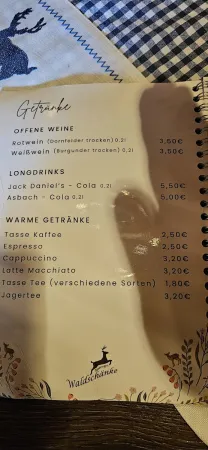 Getränke
OFFENE WEINE
Rotwein (Dornfelder trocken) 0,2l 3,50€
Weißwein (Burgunder trocken) 0,2l 3,50€
LONGDRINKS
Jack Daniel's - Cola 0,2l 5,50€
Asbach - Cola 0,2l 5,00€
WARME GETRÄNKE
Tasse Kaffee 2,50€
Espresso 2,50€
Cappuccino 3,20€
Latte Macchiato 3,20€
Tasse Tee (verschiedene Sorten) 1,80€
Jägertee 3,20€
Waldschänke